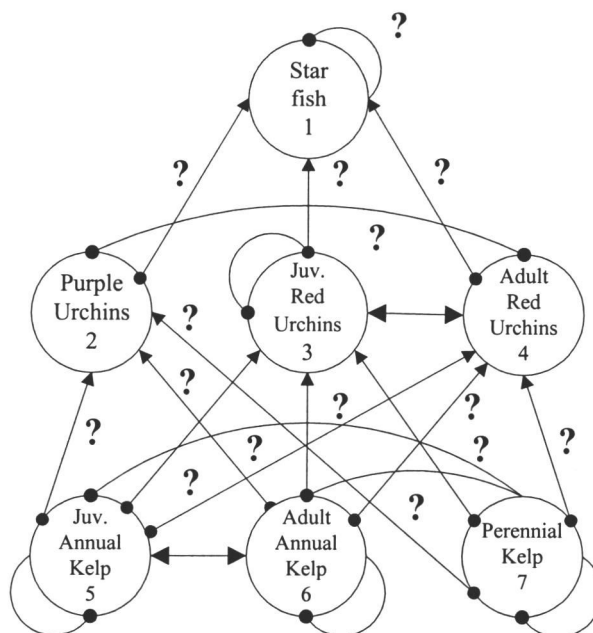 ?
Star
fish
1
? ? ?
?
Purple
Urchins
2
Juv.
Red
Urchins
3
Adult
Red
Urchins
4
?
?
? ?
? ? ? ?
? ?
Juv.
Annual
Kelp
5
Adult
Annual
Kelp
6
Perennial
Kelp
7